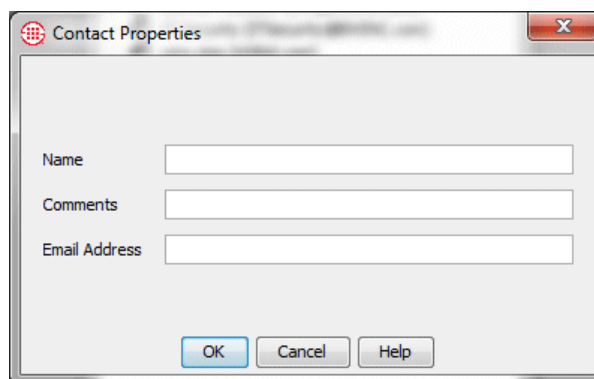 Contact Properties
Name
Comments
Email Address
OK Cancel Help